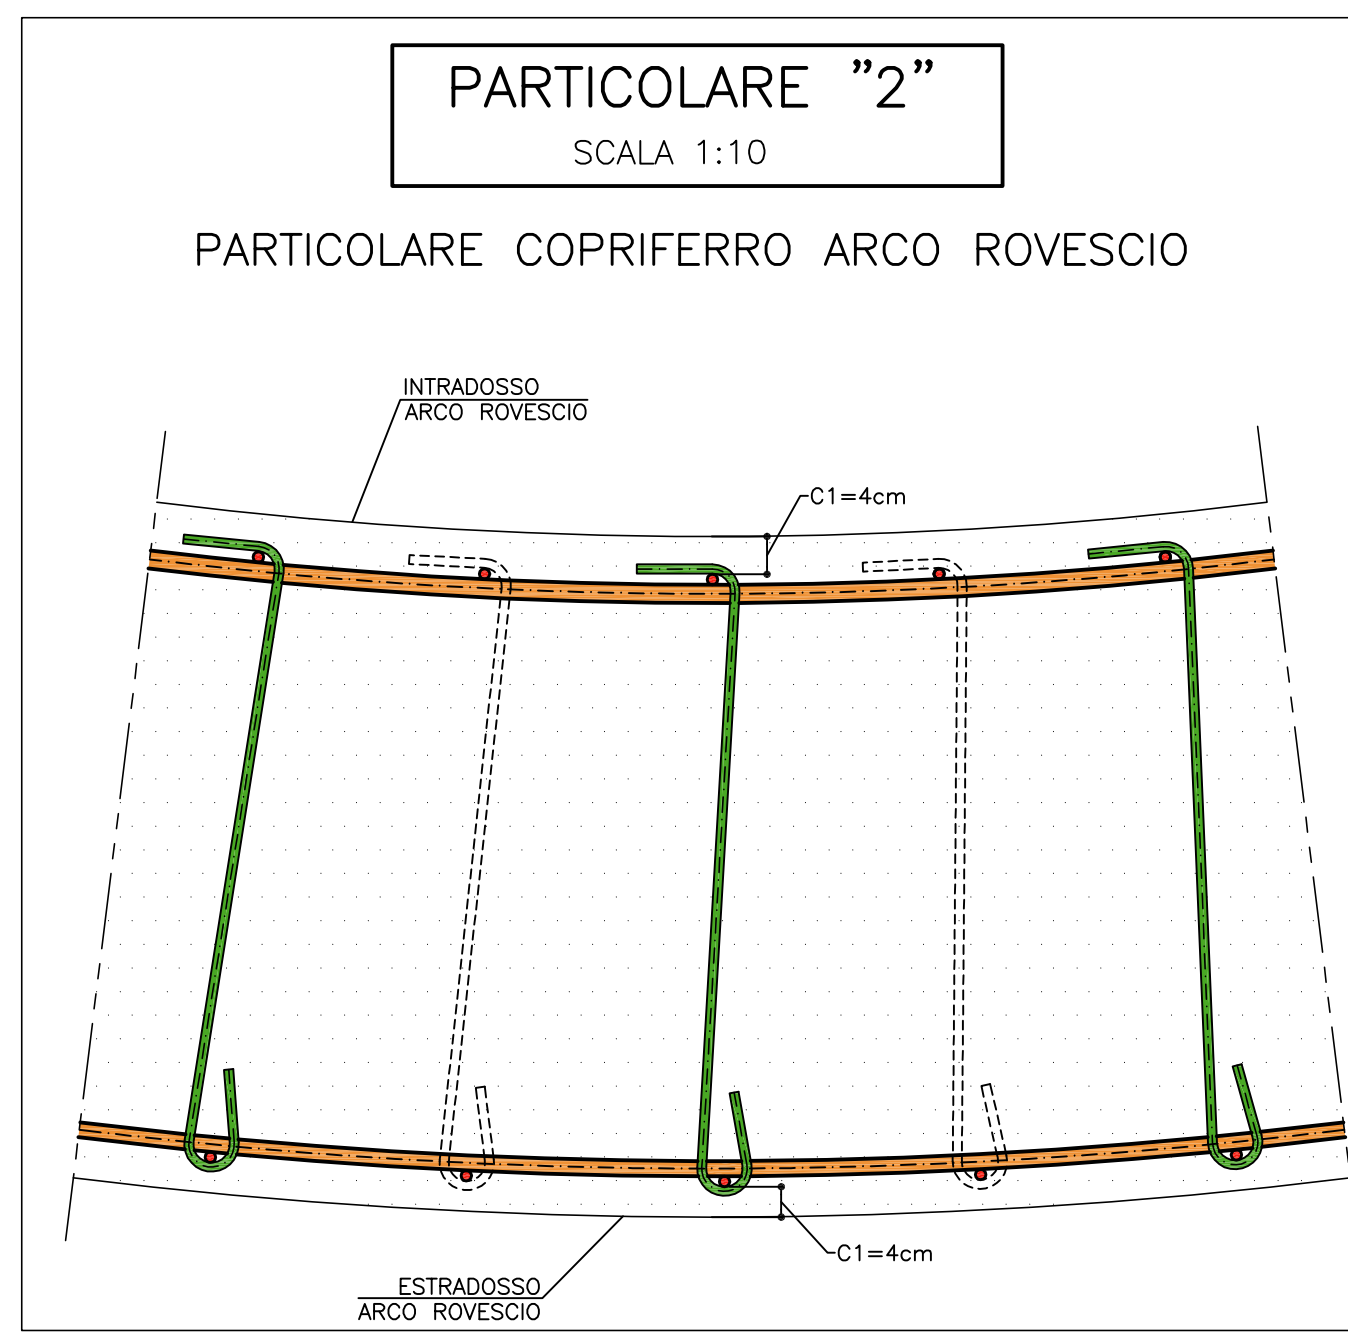 PARTICOLARE "2"
SCALA 1:10
PARTICOLARE COPRIFERRO ARCO ROVESCIO
INTRADOSSO
ARCO ROVESCIO
C1=4cm
C1=4cm
ESTRADOSSO
ARCO ROVESCIO